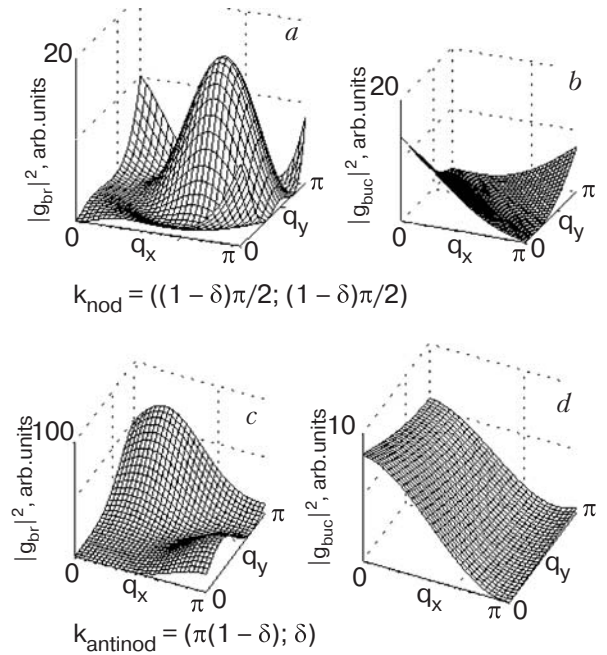 a
20
|g_br|², arb.units
0
q_x
π
0
q_y
π
b
20
|g_buc|², arb.units
0
q_x
π
0
q_y
π
k_nod = ((1 – δ)π/2; (1 – δ)π/2)
c
100
|g_br|², arb.units
0
q_x
π
0
q_y
π
d
10
|g_buc|², arb.units
0
q_x
π
0
q_y
π
k_antinod = (π(1 – δ); δ)